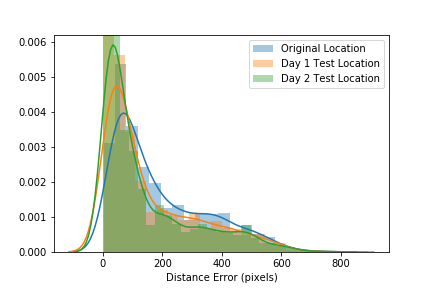 0.006
0.005
0.004
0.003
0.002
0.001
0.000
Original Location
Day 1 Test Location
Day 2 Test Location
0 200 400 600 800
Distance Error (pixels)